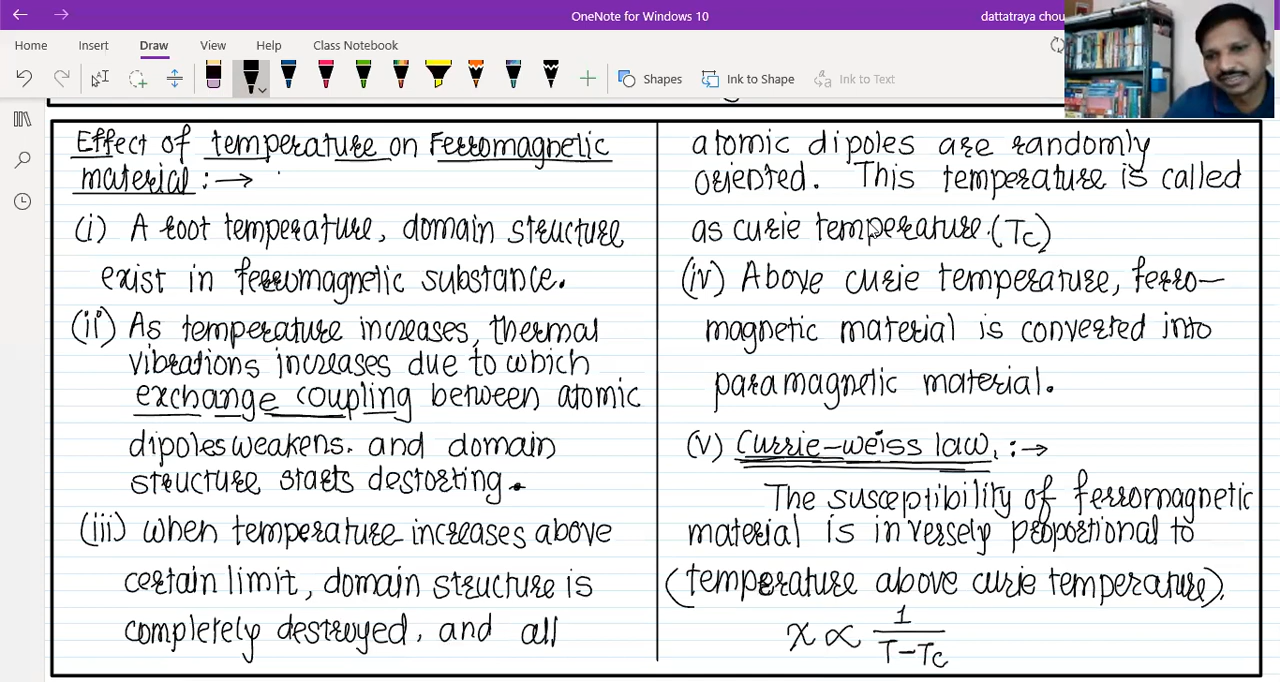 OneNote for Windows 10
dattatraya chou
Home Insert Draw View Help Class Notebook
Shapes Ink to Shape Ink to Text
Effect of temperature on Ferromagnetic
material :→
(i) A root temperature, domain structure
exist in ferromagnetic substance.
(ii) As temperature increases, thermal
vibrations increases due to which
exchange coupling between atomic
dipoles weakens. and domain
structure starts destorting.
(iii) when temperature increases above
certain limit, domain structure is
completely destroyed, and all
atomic dipoles are randomly
oriented. This temperature is called
as curie temperature. (Tc)
(iv) Above curie temperature, ferro-
magnetic material is converted into
paramagnetic material.
(v) Currie-weiss law. :→
The susceptibility of ferromagnetic
material is inversely proportional to
(temperature above curie temperature).
χ ∝ 1 / T-Tc